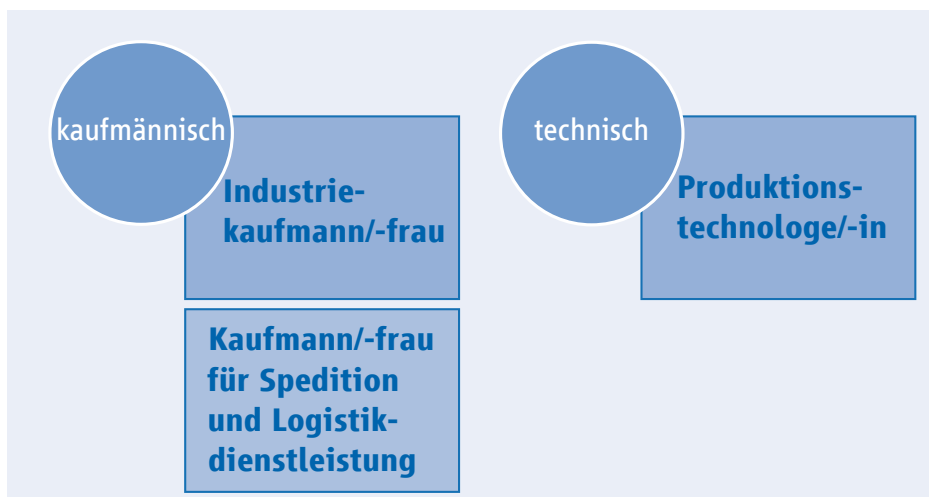 kaufmännisch
Industrie-
kaufmann/-frau
Kaufmann/-frau
für Spedition
und Logistik-
dienstleistung
technisch
Produktions-
technologe/-in